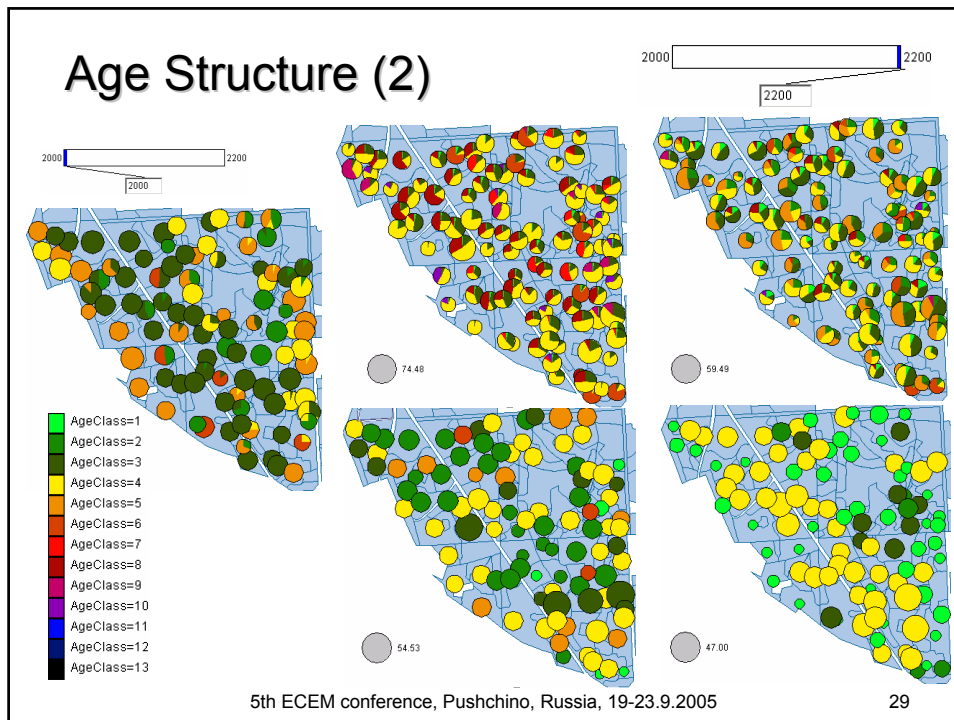 Age Structure (2)
2000
2200
2200
2000
2200
2000
74.48
59.49
AgeClass=1
AgeClass=2
AgeClass=3
AgeClass=4
AgeClass=5
AgeClass=6
AgeClass=7
AgeClass=8
AgeClass=9
AgeClass=10
AgeClass=11
AgeClass=12
AgeClass=13
54.53
47.00
5th ECEM conference, Pushchino, Russia, 19-23.9.2005
29